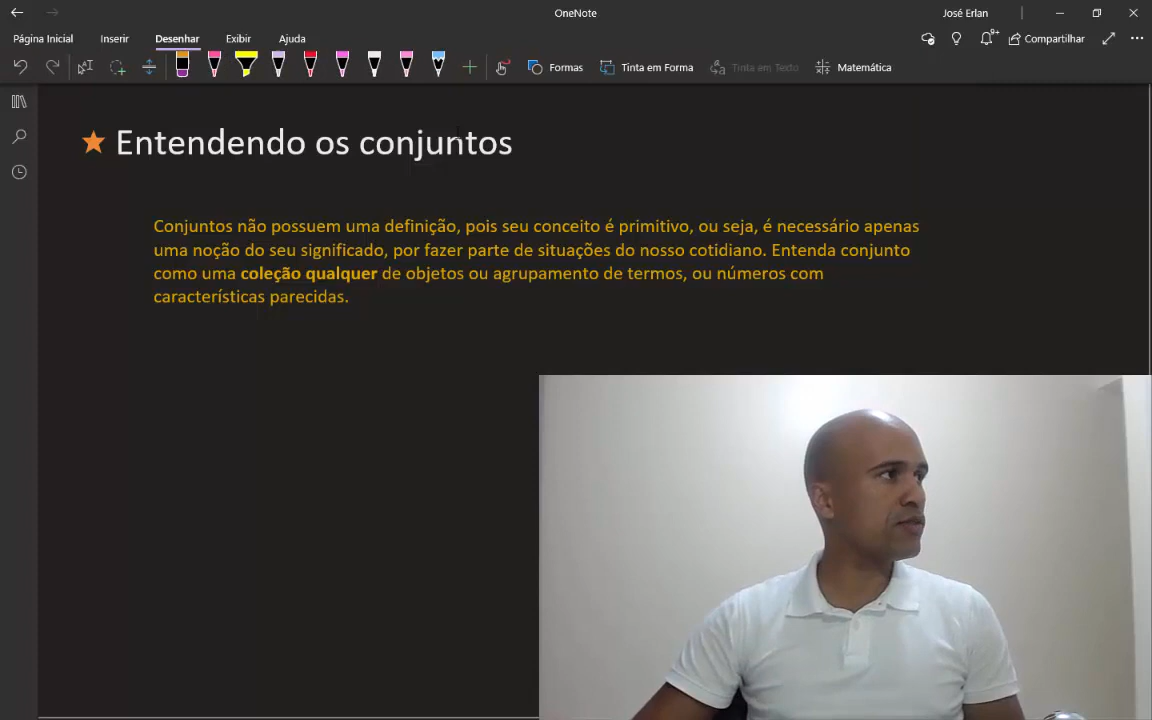 OneNote
José Erlan
Página Inicial
Inserir
Desenhar
Exibir
Ajuda
9+
Compartilhar
Formas
Tinta em Forma
Tinta em Texto
Matemática
Entendendo os conjuntos
Conjuntos não possuem uma definição, pois seu conceito é primitivo, ou seja, é necessário apenas
uma noção do seu significado, por fazer parte de situações do nosso cotidiano. Entenda conjunto
como uma coleção qualquer de objetos ou agrupamento de termos, ou números com
características parecidas.